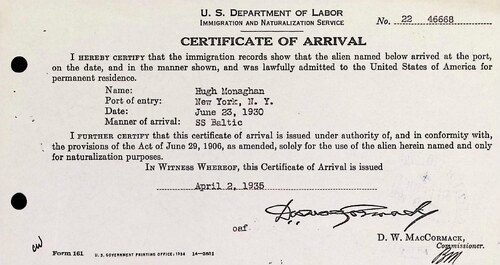 U. S. DEPARTMENT OF LABOR
IMMIGRATION AND NATURALIZATION SERVICE
No. 22 46668
CERTIFICATE OF ARRIVAL
I HEREBY CERTIFY that the immigration records show that the alien named below arrived at the port,
on the date, and in the manner shown, and was lawfully admitted to the United States of America for
permanent residence.
Name: Hugh Monaghan
Port of entry: New York, N. Y.
Date: June 23, 1930
Manner of arrival: SS Baltic
I FURTHER CERTIFY that this certificate of arrival is issued under authority of, and in conformity with,
the provisions of the Act of June 29, 1906, as amended, solely for the use of the alien herein named and only
for naturalization purposes.
IN WITNESS WHEREOF, this Certificate of Arrival is issued
April 2, 1935
oaf
D. W. MACCORMACK,
Commissioner.
Form 161
U. S. GOVERNMENT PRINTING OFFICE: 1934